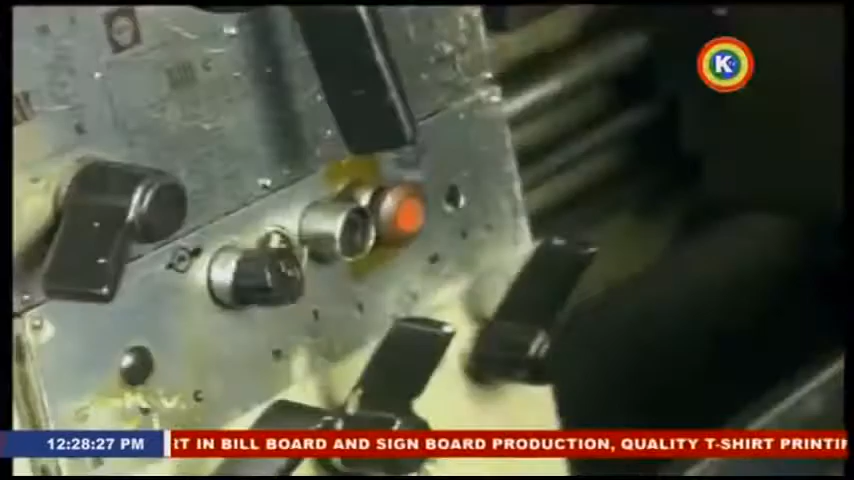 K
12:28:27 PM
RT IN BILL BOARD AND SIGN BOARD PRODUCTION, QUALITY T-SHIRT PRINTIN